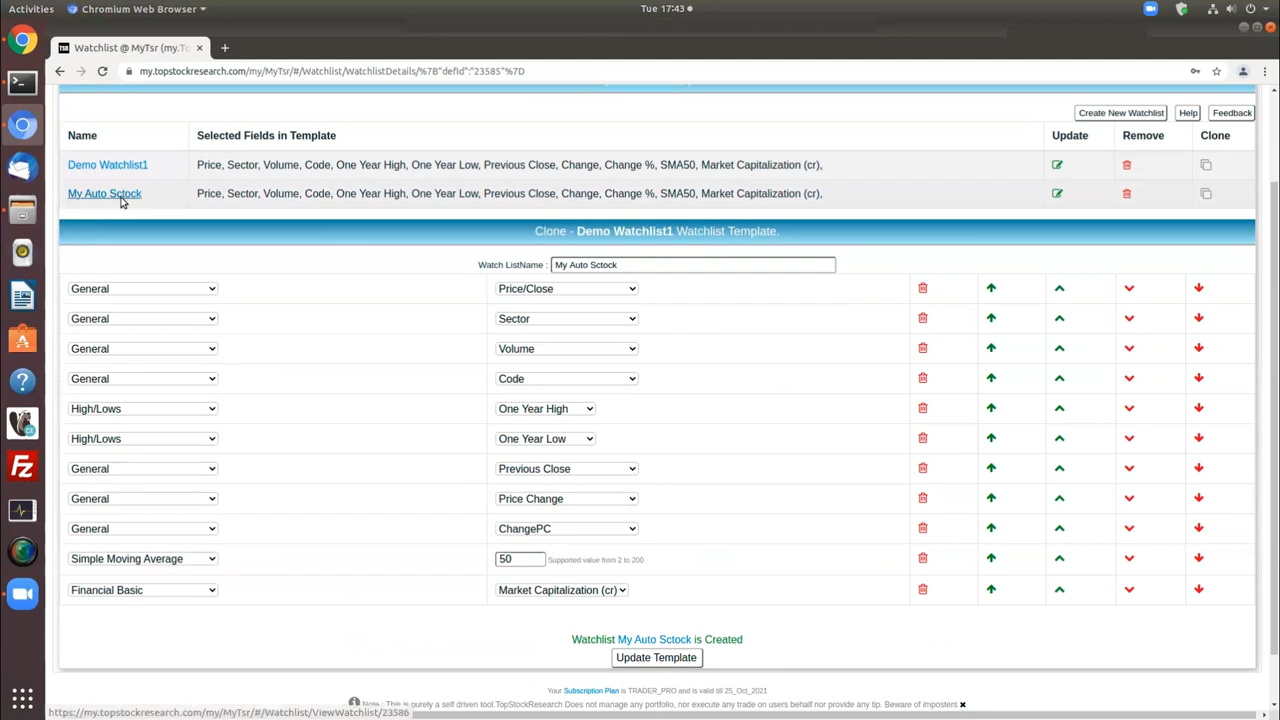 Activities Chromium Web Browser Tue 17:43
Watchlist @ MyTsr (my.To
my.topstockresearch.com/my/MyTsr/#/Watchlist/WatchlistDetails/%7B"defId":"23585"%7D
Create New Watchlist Help Feedback
Name Selected Fields in Template Update Remove Clone
Demo Watchlist1 Price, Sector, Volume, Code, One Year High, One Year Low, Previous Close, Change, Change %, SMA50, Market Capitalization (cr),
My Auto Sctock Price, Sector, Volume, Code, One Year High, One Year Low, Previous Close, Change, Change %, SMA50, Market Capitalization (cr),
Clone - Demo Watchlist1 Watchlist Template.
Watch ListName : My Auto Sctock
General Price/Close
General Sector
General Volume
General Code
High/Lows One Year High
High/Lows One Year Low
General Previous Close
General Price Change
General ChangePC
Simple Moving Average 50 Supported value from 2 to 200
Financial Basic Market Capitalization (cr)
Watchlist My Auto Sctock is Created
Update Template
Your Subscription Plan is TRADER_PRO and is valid till 25_Oct_2021
Note : This is purely a self driven tool.TopStockResearch Does not manage any portfolio, nor execute any trade on users behalf nor provide any tip. Beware of imposters
https://my.topstockresearch.com/my/MyTsr/#/Watchlist/ViewWatchlist/23586